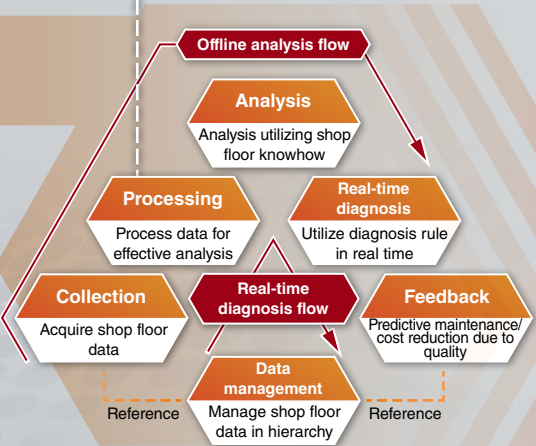 Offline analysis flow
Analysis
Analysis utilizing shop
floor knowhow
Processing
Process data for
effective analysis
Real-time
diagnosis
Utilize diagnosis rule
in real time
Collection
Acquire shop floor
data
Real-time
diagnosis flow
Feedback
Predictive maintenance/
cost reduction due to
quality
Data
management
Manage shop floor
data in hierarchy
Reference
Reference